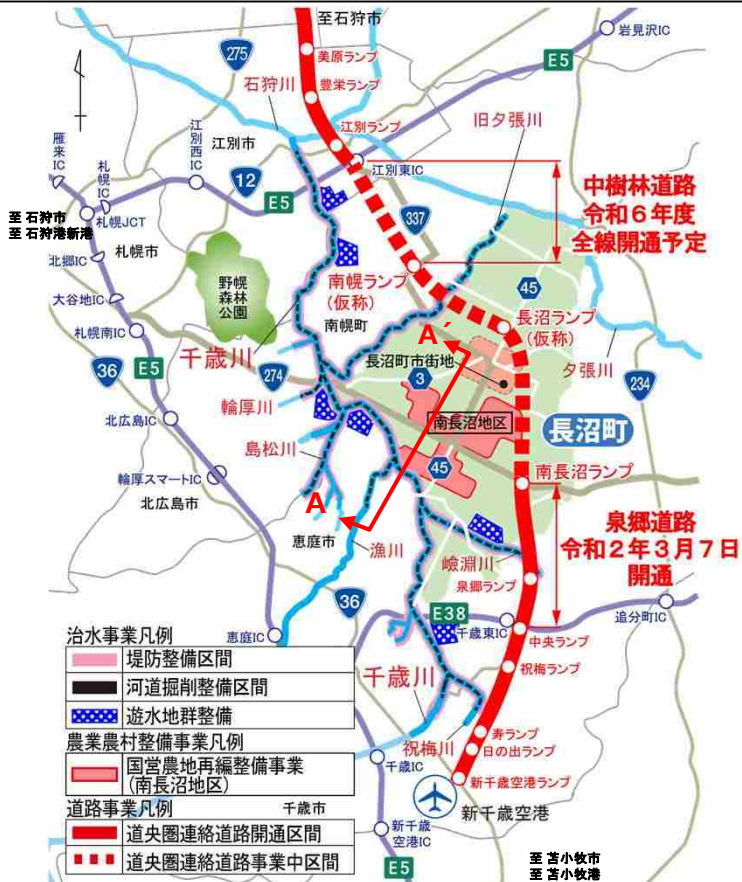 至石狩市
岩見沢IC
275
美原ランプ
E5
石狩川
豊栄ランプ
旧夕張川
江別ランプ
雁来IC
江別西IC
江別市
札幌IC
12
江別東IC
E5
中樹林道路
令和6年度
全線開通予定
337
至 石狩市
至 石狩港新港
札幌JCT
札幌市
北郷IC
野幌
森林
公園
南幌ランプ
(仮称)
45
大谷地IC
南幌町
長沼ランプ
(仮称)
札幌南IC
A´
千歳川
長沼町市街地
夕張川
E5
36
274
3
234
輪厚川
北広島IC
南長沼地区
長沼町
島松川
45
南長沼ランプ
輪厚スマートIC
北広島市
A
恵庭市
漁川
泉郷道路
令和2年3月7日
開通
嶮淵川
泉郷ランプ
36
E38
追分町IC
恵庭IC
千歳東IC
中央ランプ
治水事業凡例
堤防整備区間
河道掘削整備区間
遊水地群整備
祝梅ランプ
千歳川
農業農村整備事業凡例
国営農地再編整備事業
(南長沼地区)
祝梅川
寿ランプ
日の出ランプ
千歳IC
新千歳空港ランプ
道路事業凡例
千歳市
新千歳空港
道央圏連絡道路開通区間
新千歳
空港IC
道央圏連絡道路事業中区間
E5
至 苫小牧市
至 苫小牧港